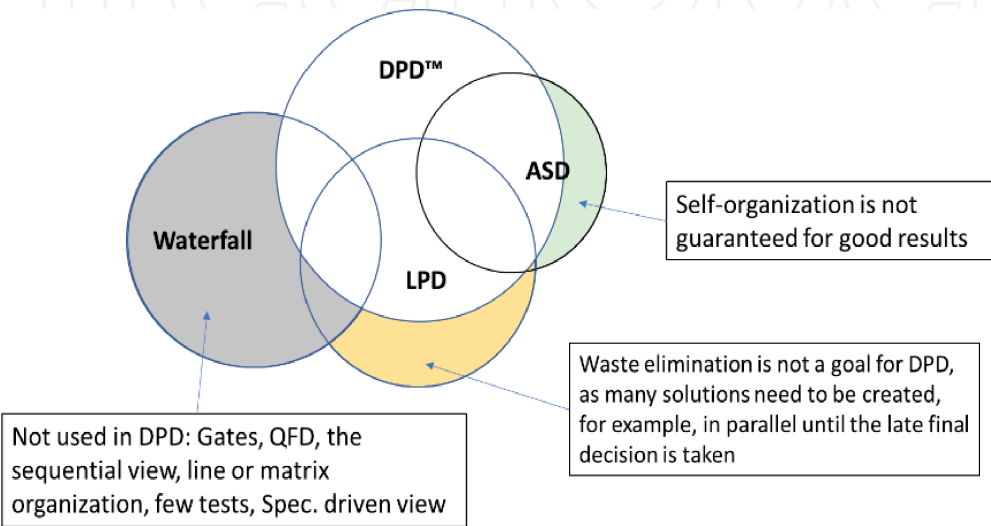 DPD™
ASD
Waterfall
LPD
Self-organization is not
guaranteed for good results
Waste elimination is not a goal for DPD,
as many solutions need to be created,
for example, in parallel until the late final
decision is taken
Not used in DPD: Gates, QFD, the
sequential view, line or matrix
organization, few tests, Spec. driven view